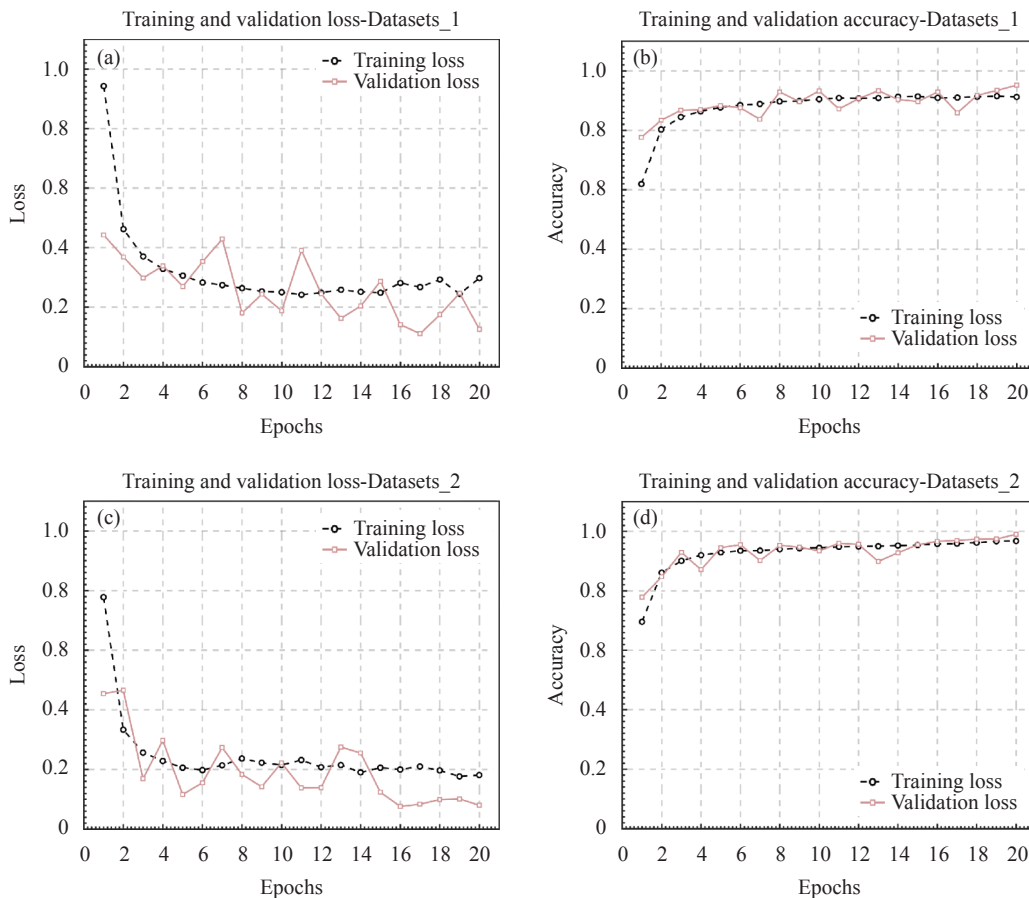 Training and validation loss-Datasets_1
(a)
Training loss
Validation loss
1.0
0.8
0.8
0.4
0.2
0
Loss
0 2 4 6 8 10 12 14 16 18 20
Epochs
Training and validation accuracy-Datasets_1
(b)
1.0
0.8
0.8
0.4
0.2
0
Accuracy
Training loss
Validation loss
0 2 4 6 8 10 12 14 16 18 20
Epochs
Training and validation loss-Datasets_2
(c)
Training loss
Validation loss
1.0
0.8
0.8
0.4
0.2
0
Loss
0 2 4 6 8 10 12 14 16 18 20
Epochs
Training and validation accuracy-Datasets_2
(d)
1.0
0.8
0.8
0.4
0.2
0
Accuracy
Training loss
Validation loss
0 2 4 6 8 10 12 14 16 18 20
Epochs